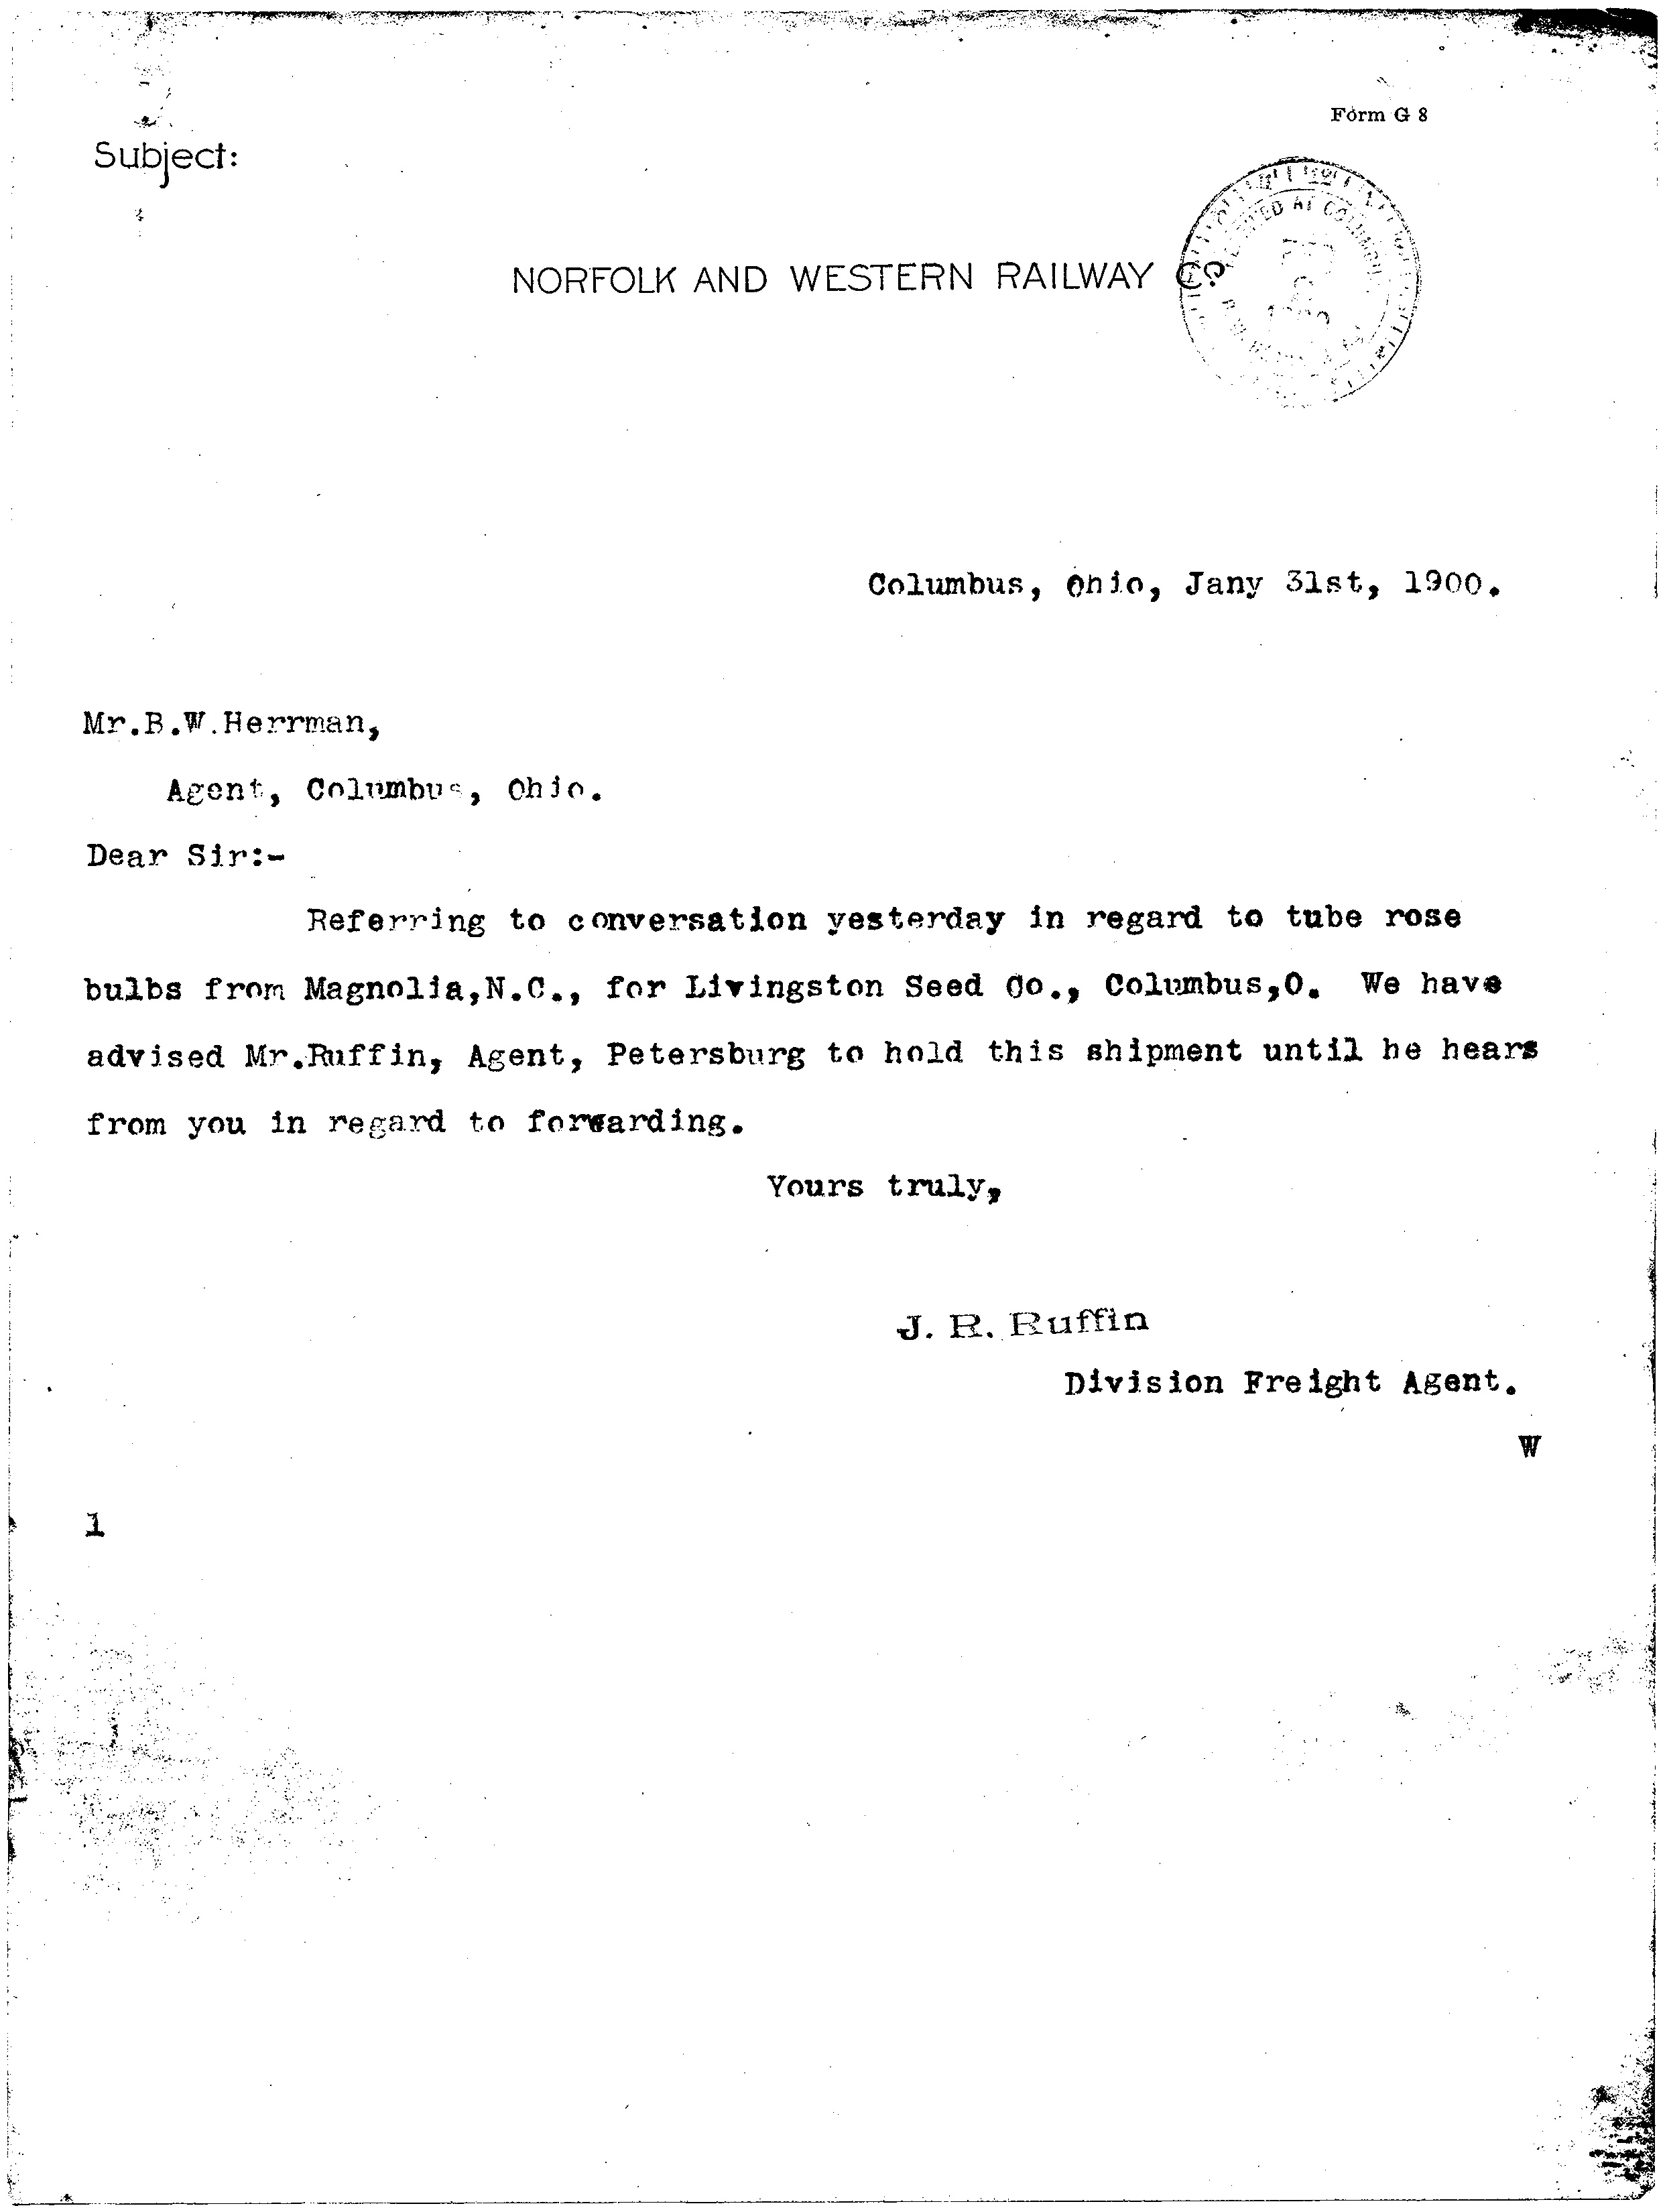 Form G 8
Subject:
NORFOLK AND WESTERN RAILWAY Co.
Columbus, Ohio, Jany 31st, 1900.
Mr.B.W.Herrman,
Agent, Columbus, Ohio.
Dear Sir:-
Referring to conversation yesterday in regard to tube rose
bulbs from Magnolia,N.C., for Livingston Seed Co., Columbus,O. We have
advised Mr.Ruffin, Agent, Petersburg to hold this shipment until he hears
from you in regard to forwarding.
Yours truly,
J. R. Ruffin
Division Freight Agent.
W
1